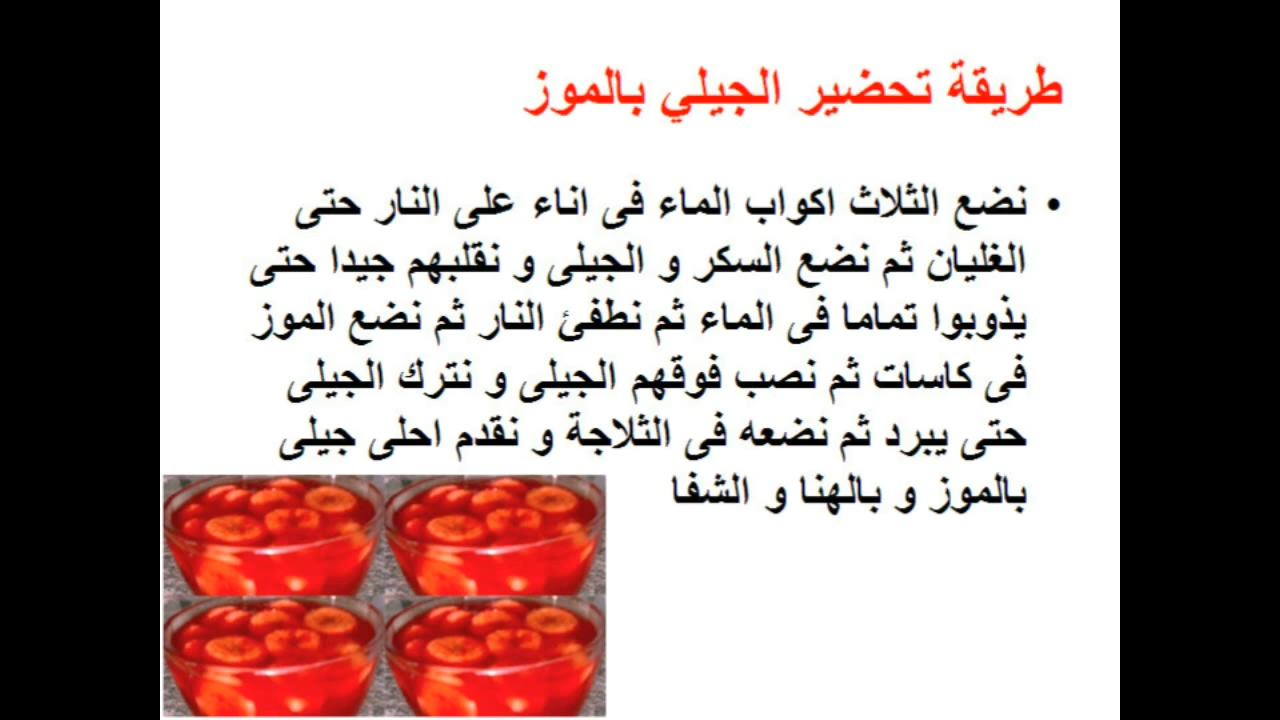 طريقة تحضير الجيلي بالموز
• نضع الثلاث اكواب الماء فى اناء على النار حتى
الغليان ثم نضع السكر و الجيلى و نقلبهم جيدا حتى
يذوبوا تماما فى الماء ثم نطفئ النار ثم نضع الموز
فى كاسات ثم نصب فوقهم الجيلى و نترك الجيلى
حتى يبرد ثم نضعه فى الثلاجة و نقدم احلى جيلى
بالموز و بالهنا و الشفا